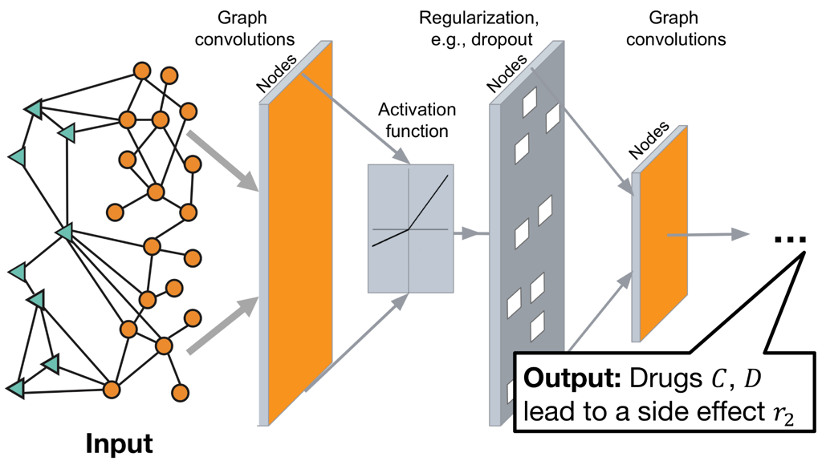 Graph
convolutions
Regularization,
e.g., dropout
Graph
convolutions
Nodes
Nodes
Activation
function
Nodes
...
Output: Drugs C, D
lead to a side effect r₂
Input